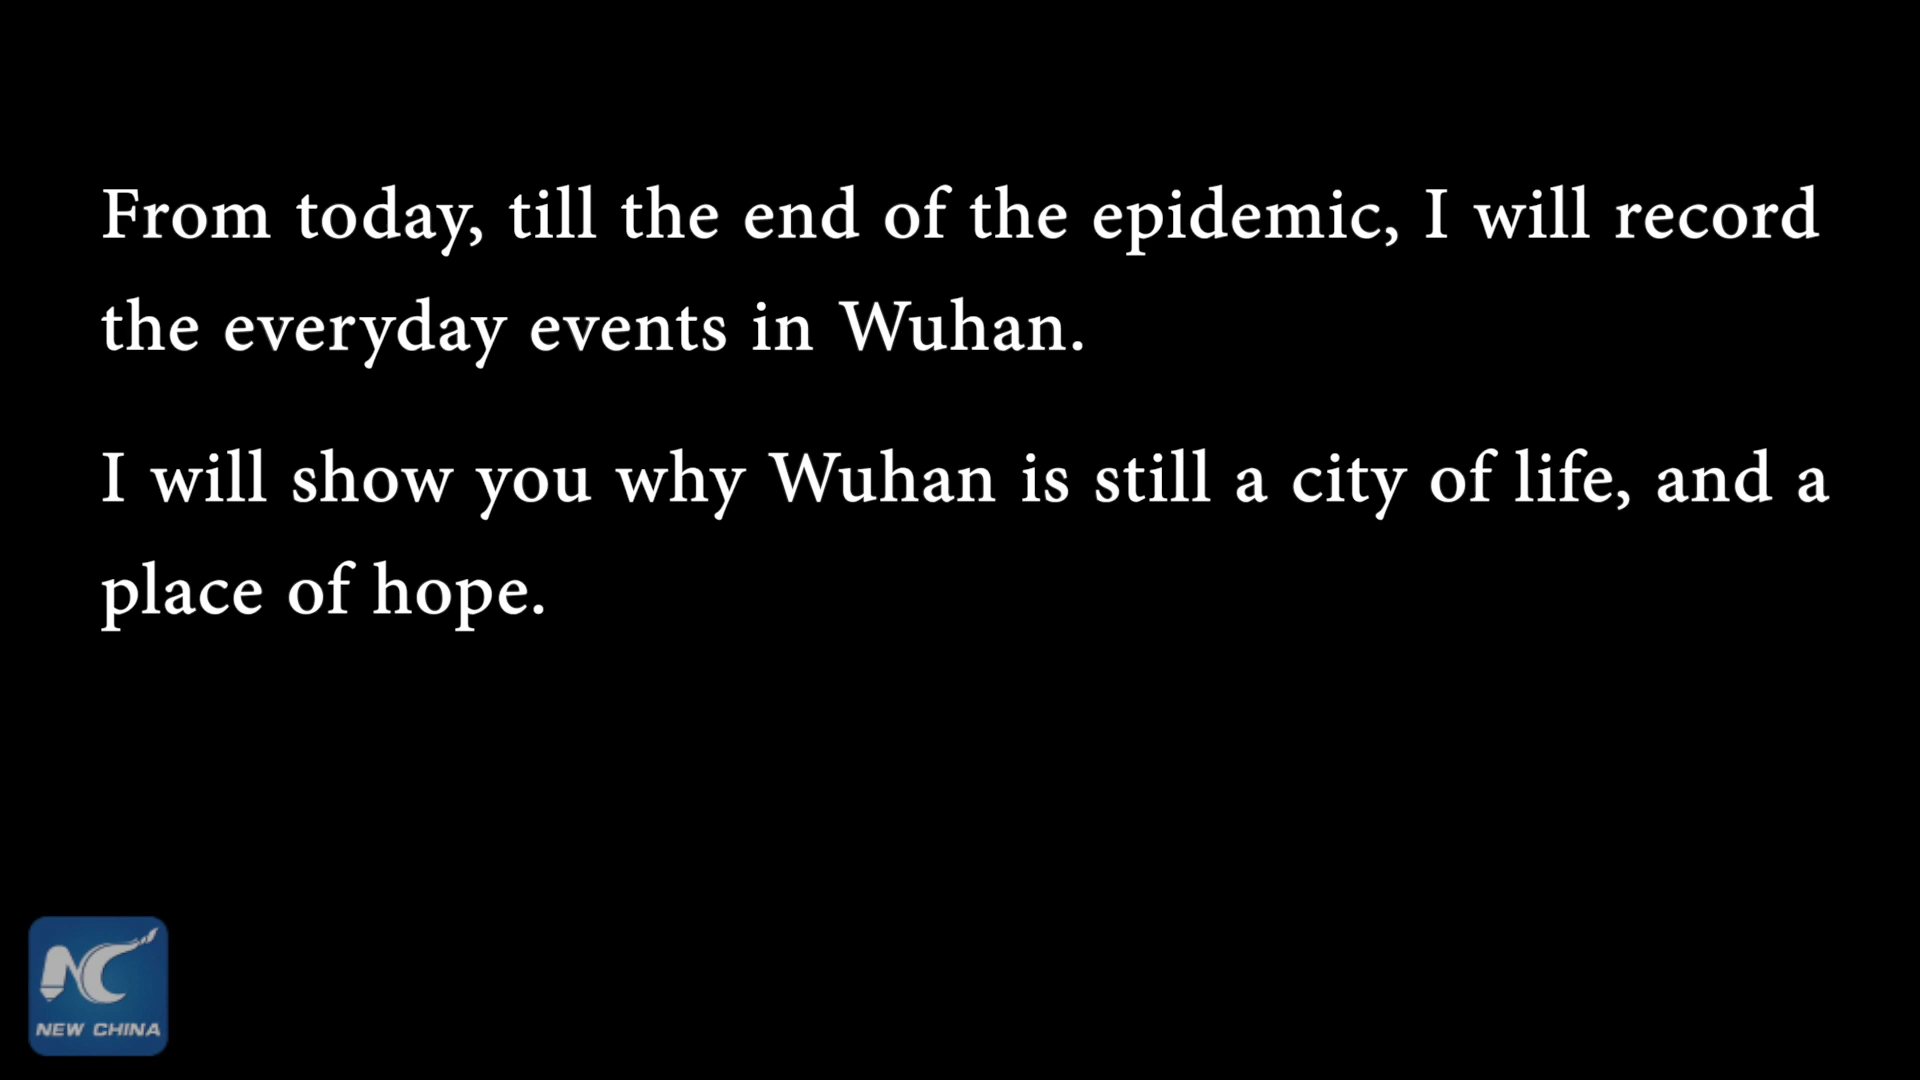 From today, till the end of the epidemic, I will record
the everyday events in Wuhan.
I will show you why Wuhan is still a city of life, and a
place of hope.
NC
NEW CHINA